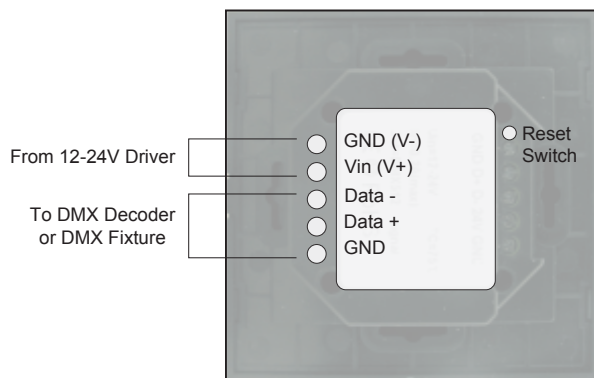 From 12-24V Driver
To DMX Decoder
or DMX Fixture
GND (V-)
Vin (V+)
Data -
Data +
GND
Reset
Switch